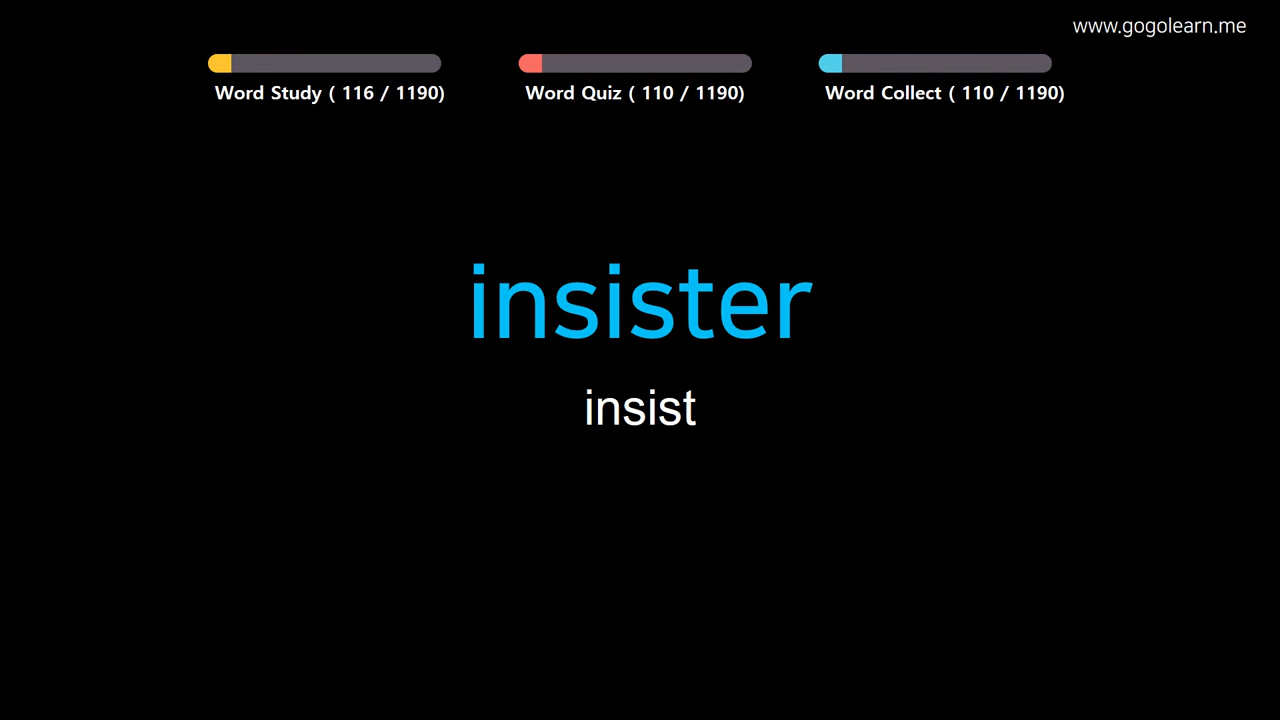 www.gogolearn.me
Word Study ( 116 / 1190)
Word Quiz ( 110 / 1190)
Word Collect ( 110 / 1190)
insister
insist